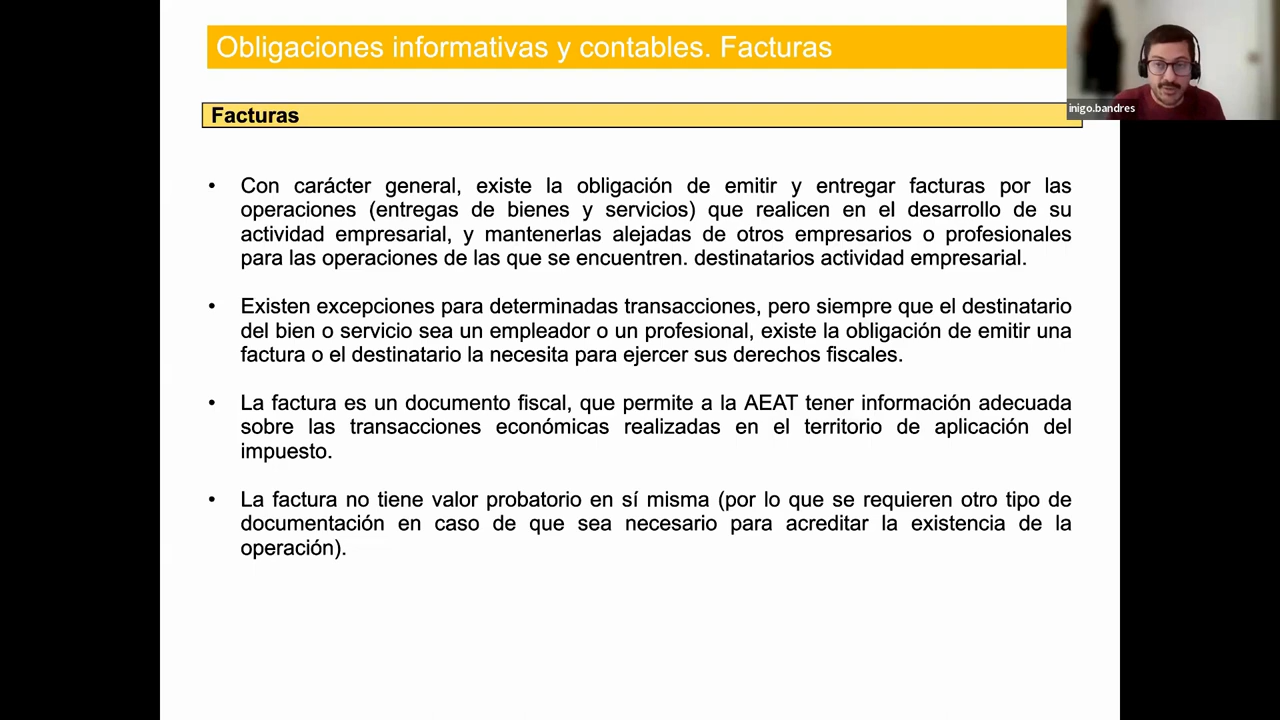 Obligaciones informativas y contables. Facturas
inigo.bandres
Facturas
• Con carácter general, existe la obligación de emitir y entregar facturas por las
operaciones (entregas de bienes y servicios) que realicen en el desarrollo de su
actividad empresarial, y mantenerlas alejadas de otros empresarios o profesionales
para las operaciones de las que se encuentren. destinatarios actividad empresarial.
• Existen excepciones para determinadas transacciones, pero siempre que el destinatario
del bien o servicio sea un empleador o un profesional, existe la obligación de emitir una
factura o el destinatario la necesita para ejercer sus derechos fiscales.
• La factura es un documento fiscal, que permite a la AEAT tener información adecuada
sobre las transacciones económicas realizadas en el territorio de aplicación del
impuesto.
• La factura no tiene valor probatorio en sí misma (por lo que se requieren otro tipo de
documentación en caso de que sea necesario para acreditar la existencia de la
operación).